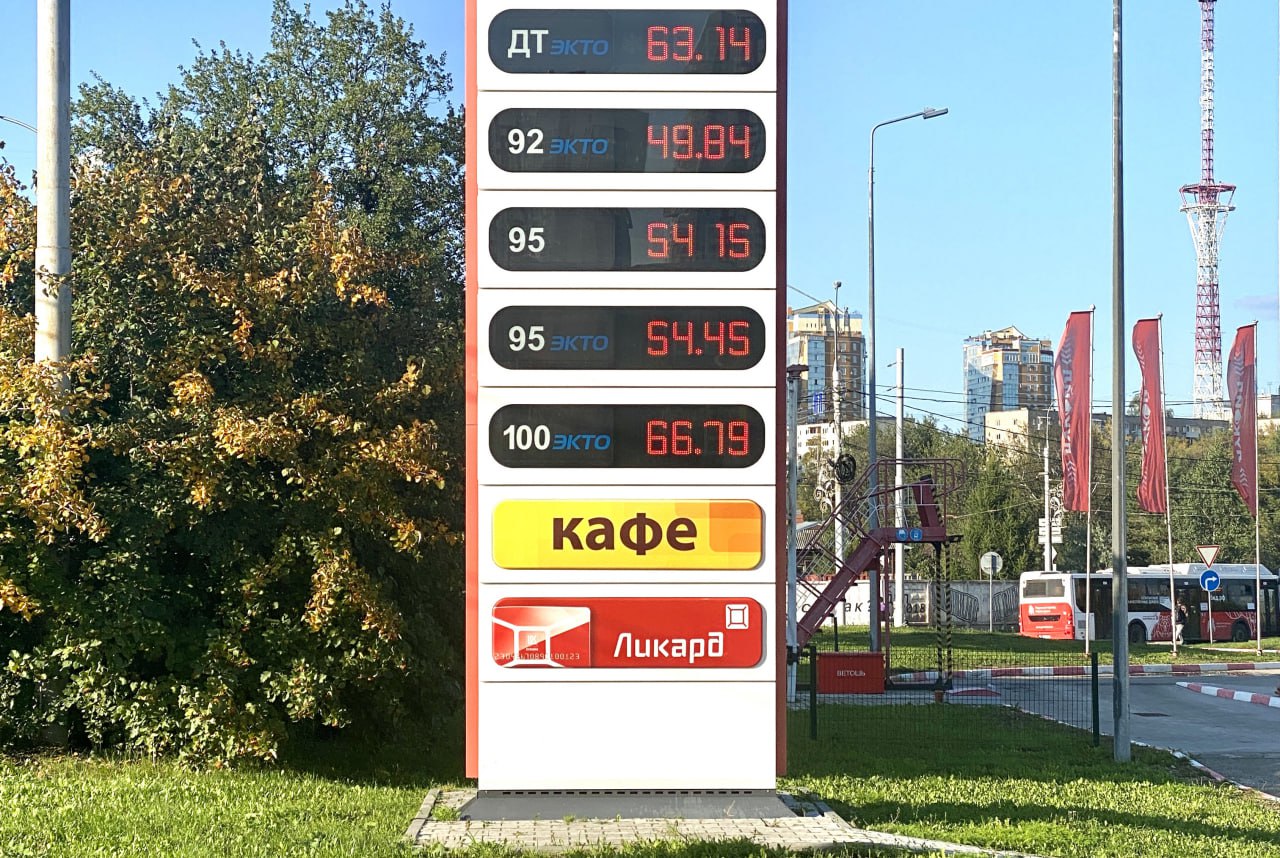 ДТ ЭКТО 63.14
92 ЭКТО 49.84
95 54 15
95 ЭКТО 54.45
100 ЭКТО 66.79
кафе
Ликард
ВЕТОШЬ